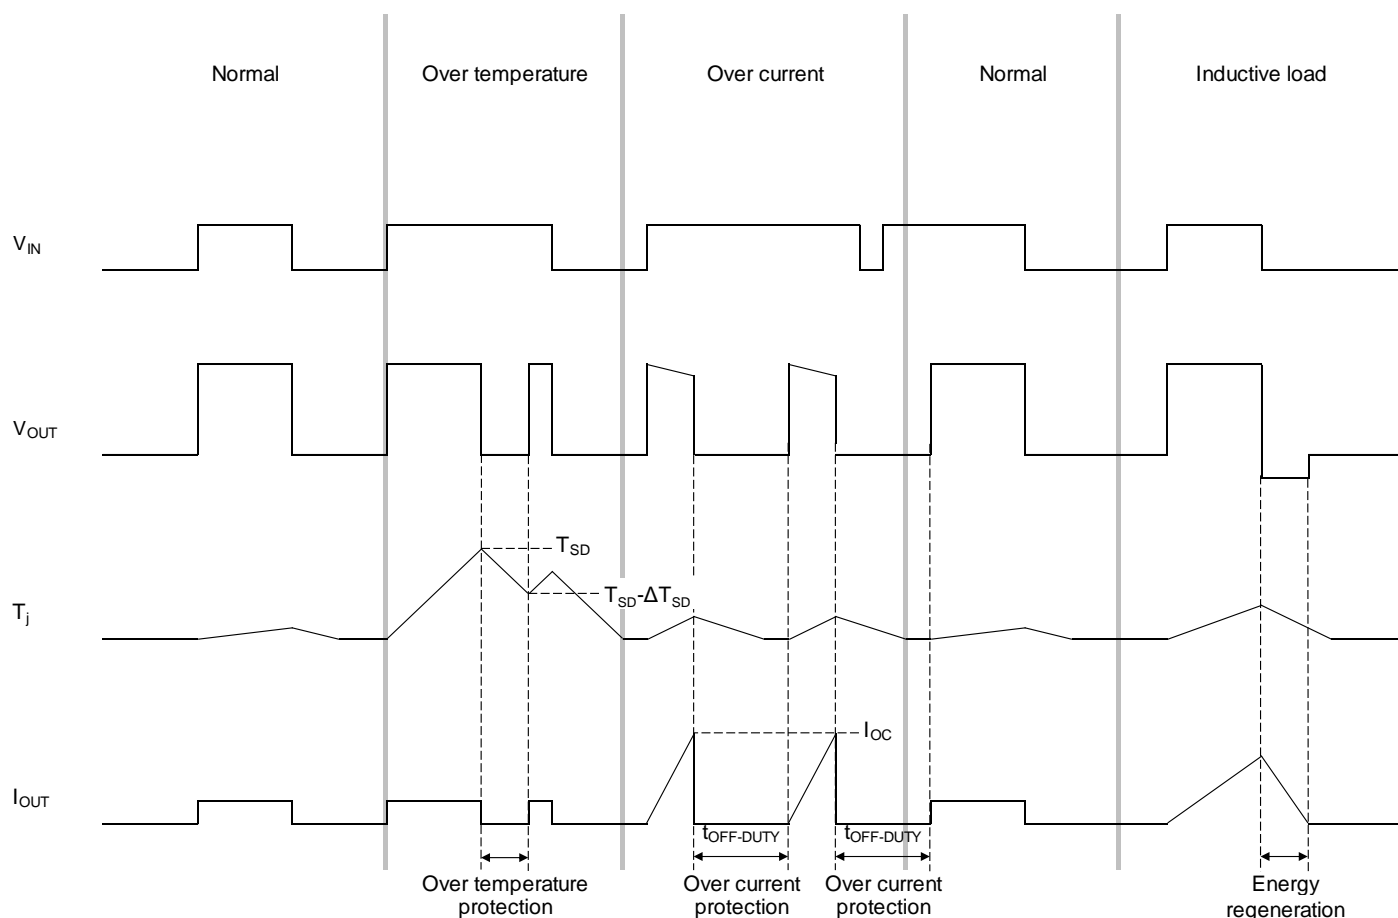 Normal
Over temperature
Over current
Normal
Inductive load
VIN
VOUT
TSD
TSD-ΔTSD
Tj
IOC
IOUT
tOFF-DUTY
tOFF-DUTY
Over temperature
protection
Over current
protection
Over current
protection
Energy
regeneration